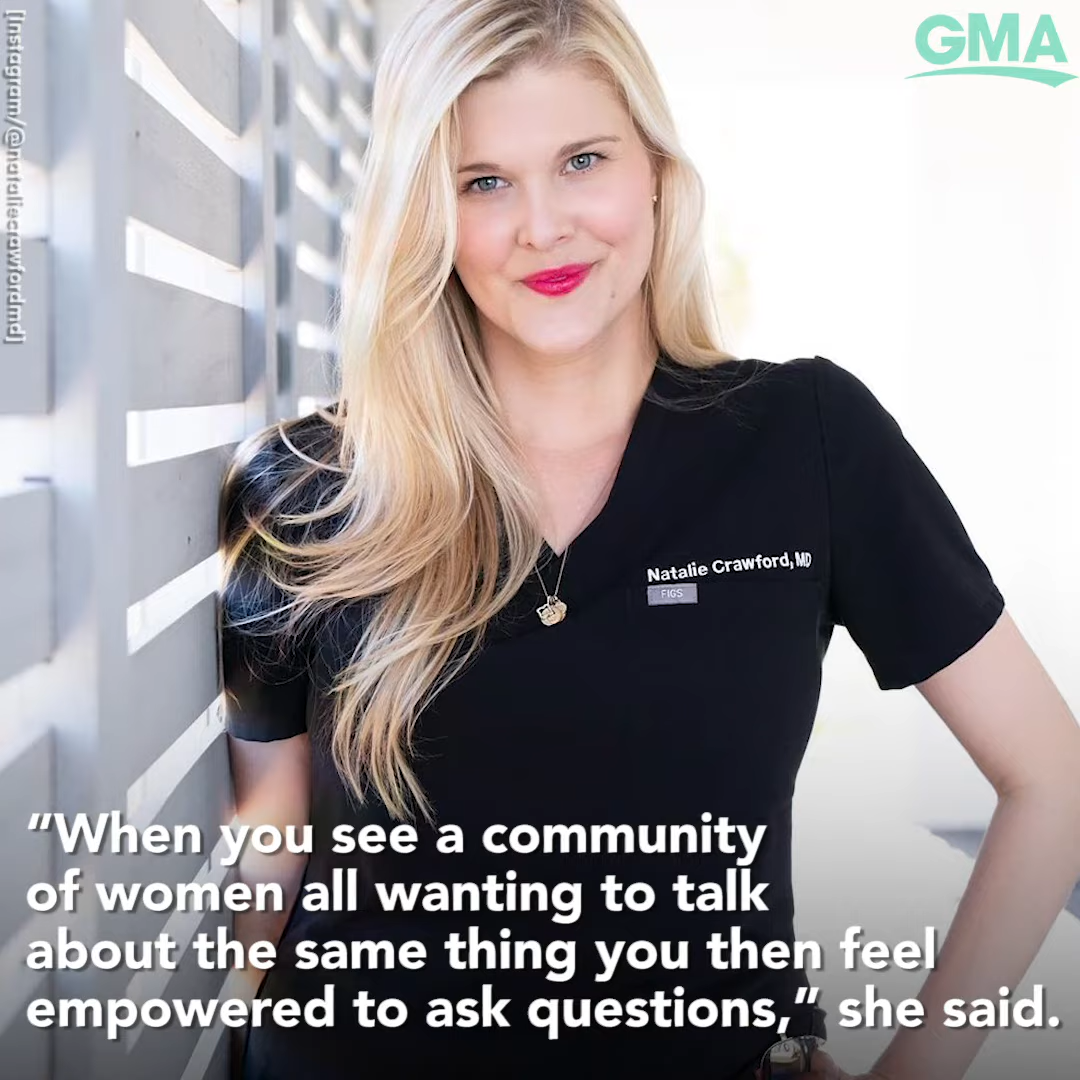 [Instagram/@nataliecrawfordmd]
GMA
Natalie Crawford, MD
FIGS
"When you see a community
of women all wanting to talk
about the same thing you then feel
empowered to ask questions," she said.